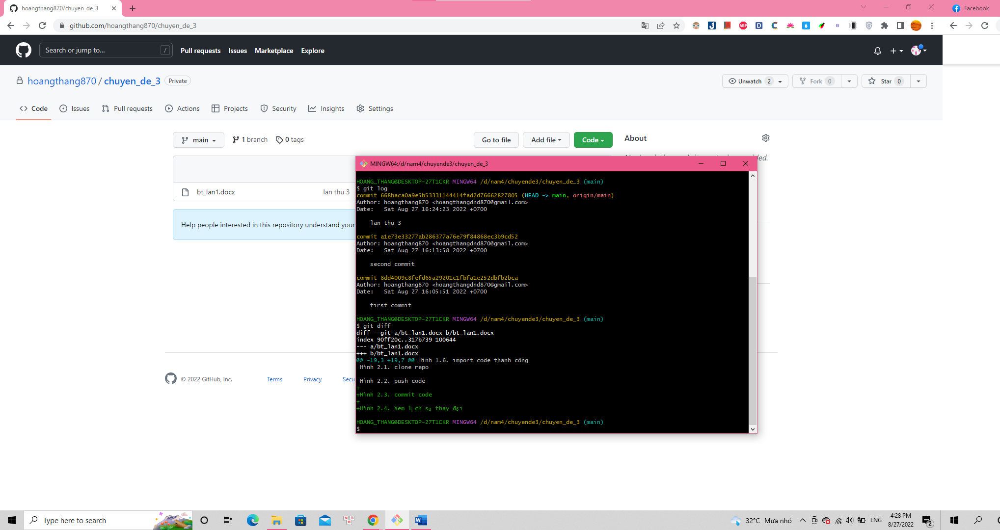 hoangthang870/chuyen_de_3
Facebook
github.com/hoangthang870/chuyen_de_3
Search or jump to... /
Pull requests Issues Marketplace Explore
hoangthang870 / chuyen_de_3 Private
Unwatch 2 Fork 0 Star 0
Code Issues Pull requests Actions Projects Security Insights Settings
main 1 branch 0 tags Go to file Add file Code About
bt_lan1.docx lan thu 3
Help people interested in this repository understand your
© 2022 GitHub, Inc. Terms Privacy Secu
MINGW64:/d/nam4/chuyende3/chuyen_de_3
HOANG_THANG@DESKTOP-27T1CKR MINGW64 /d/nam4/chuyende3/chuyen_de_3 (main)
$ git log
commit 668baca0a9e5b53331144414fad2d76662827805 (HEAD -> main, origin/main)
Author: hoangthang870 <hoangthangdnd870@gmail.com>
Date:   Sat Aug 27 16:24:23 2022 +0700
lan thu 3
commit a1e73e33277ab286377a76e79f84868ec3b9cd52
Author: hoangthang870 <hoangthangdnd870@gmail.com>
Date:   Sat Aug 27 16:13:58 2022 +0700
second commit
commit 8dd4009c8fefd65a29201c1fbfa1e252dbfb2bca
Author: hoangthang870 <hoangthangdnd870@gmail.com>
Date:   Sat Aug 27 16:05:51 2022 +0700
first commit
HOANG_THANG@DESKTOP-27T1CKR MINGW64 /d/nam4/chuyende3/chuyen_de_3 (main)
$ git diff
diff --git a/bt_lan1.docx b/bt_lan1.docx
index 90ff20c..317b739 100644
--- a/bt_lan1.docx
+++ b/bt_lan1.docx
@@ -19,3 +19,7 @@ Hình 1.6. import code thành công
Hình 2.1. clone repo
Hình 2.2. push code
+
+Hình 2.3. commit code
+
+Hình 2.4. Xem lịch sử thay đổi
HOANG_THANG@DESKTOP-27T1CKR MINGW64 /d/nam4/chuyende3/chuyen_de_3 (main)
$
Type here to search
32°C Mưa nhỏ ENG 4:28 PM
8/27/2022 2